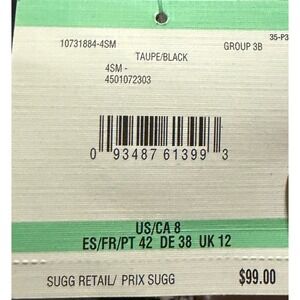 35-P3
10731884-4SM GROUP 3B
TAUPE/BLACK
4SM -
4501072303
0 93487 61399 3
US/CA 8
ES/FR/PT 42 DE 38 UK 12
SUGG RETAIL/ PRIX SUGG $99.00